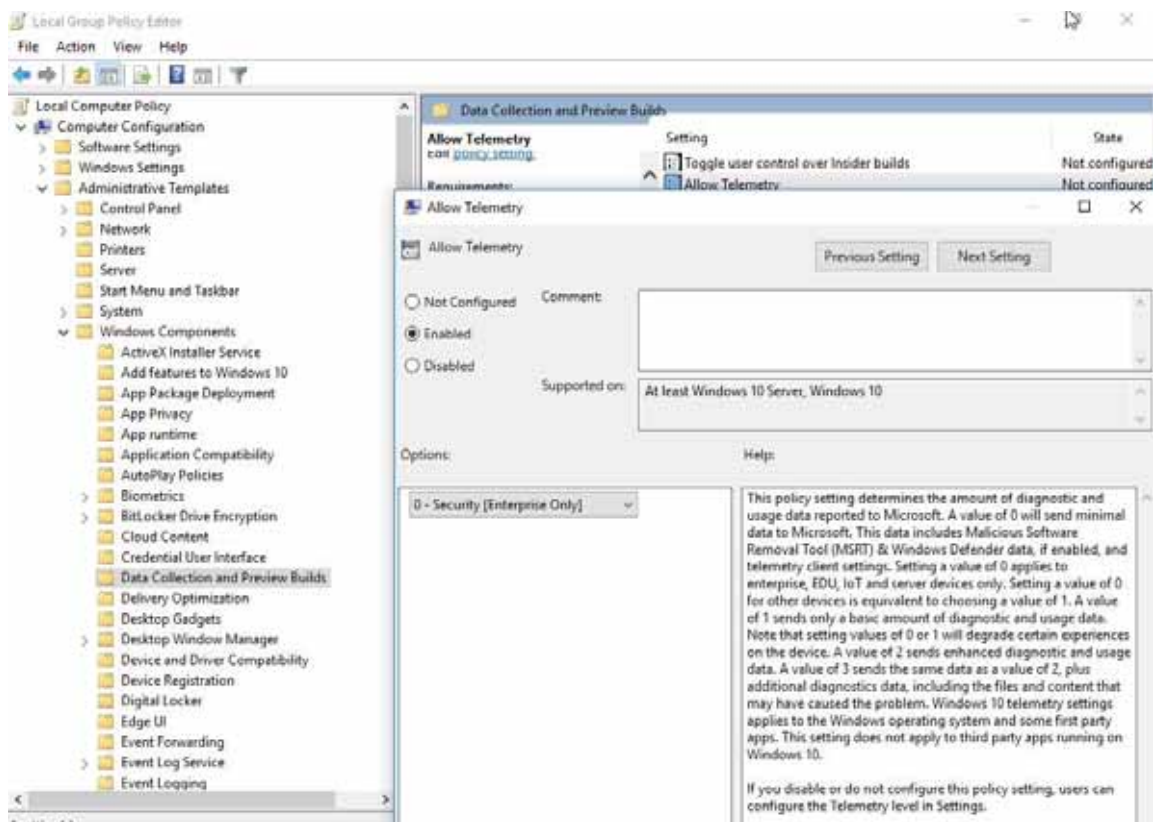 Local Group Policy Editor
File Action View Help
Local Computer Policy
Computer Configuration
Software Settings
Windows Settings
Administrative Templates
Control Panel
Network
Printers
Server
Start Menu and Taskbar
System
Windows Components
ActiveX Installer Service
Add features to Windows 10
App Package Deployment
App Privacy
App runtime
Application Compatibility
AutoPlay Policies
Biometrics
BitLocker Drive Encryption
Cloud Content
Credential User Interface
Data Collection and Preview Builds
Delivery Optimization
Desktop Gadgets
Desktop Window Manager
Device and Driver Compatibility
Device Registration
Digital Locker
Edge UI
Event Forwarding
Event Log Service
Event Logging
Data Collection and Preview Builds
Allow Telemetry
policy setting.
Requirements:
Setting State
Toggle user control over Insider builds Not configured
Allow Telemetry Not configured
Allow Telemetry
Allow Telemetry
Previous Setting Next Setting
Not Configured
Enabled
Disabled
Comment:
Supported on:
At least Windows 10 Server, Windows 10
Options:
Help:
0 - Security [Enterprise Only]
This policy setting determines the amount of diagnostic and
usage data reported to Microsoft. A value of 0 will send minimal
data to Microsoft. This data includes Malicious Software
Removal Tool (MSRT) & Windows Defender data, if enabled, and
telemetry client settings. Setting a value of 0 applies to
enterprise, EDU, IoT and server devices only. Setting a value of 0
for other devices is equivalent to choosing a value of 1. A value
of 1 sends only a basic amount of diagnostic and usage data.
Note that setting values of 0 or 1 will degrade certain experiences
on the device. A value of 2 sends enhanced diagnostic and usage
data. A value of 3 sends the same data as a value of 2, plus
additional diagnostics data, including the files and content that
may have caused the problem. Windows 10 telemetry settings
applies to the Windows operating system and some first party
apps. This setting does not apply to third party apps running on
Windows 10.
If you disable or do not configure this policy setting, users can
configure the Telemetry level in Settings.